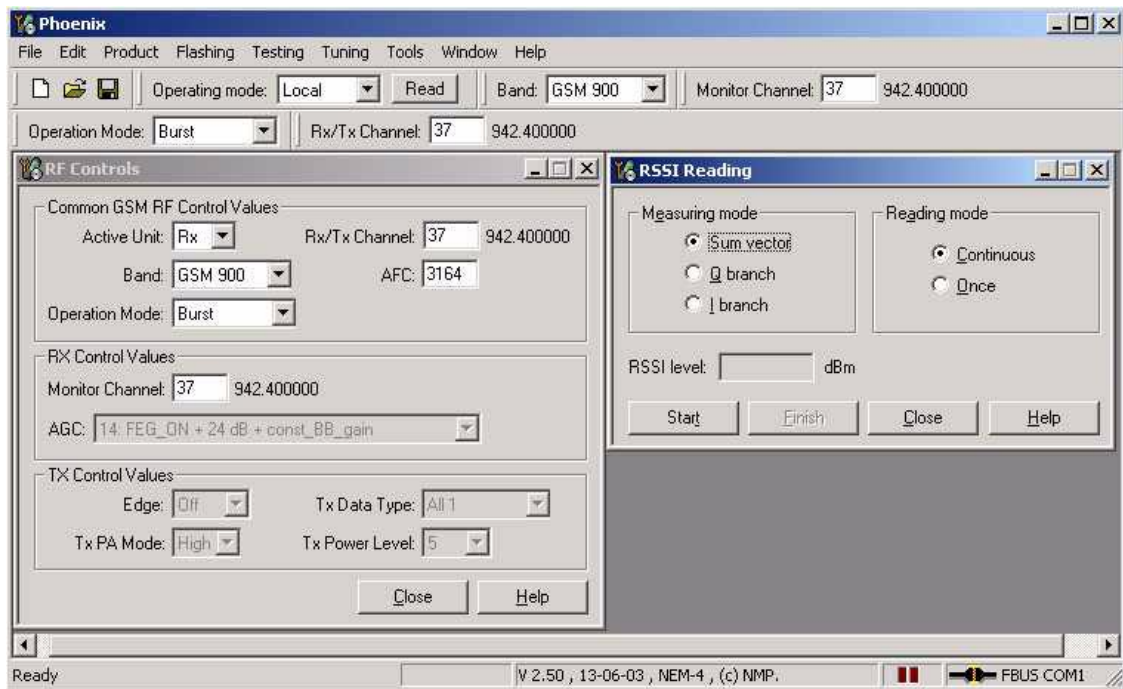 Phoenix
File Edit Product Flashing Testing Tuning Tools Window Help
Operating mode: Local Read Band: GSM 900 Monitor Channel: 37 942.400000
Operation Mode: Burst Rx/Tx Channel: 37 942.400000
RF Controls
Common GSM RF Control Values
Active Unit: Rx Rx/Tx Channel: 37 942.400000
Band: GSM 900 AFC: 3164
Operation Mode: Burst
RX Control Values
Monitor Channel: 37 942.400000
AGC: 14: FEG_ON + 24 dB + const_BB_gain
TX Control Values
Edge: Off Tx Data Type: All 1
Tx PA Mode: High Tx Power Level: 5
Close Help
RSSI Reading
Measuring mode
Sum vector
Q branch
I branch
Reading mode
Continuous
Once
RSSI level: dBm
Start Finish Close Help
Ready V 2.50 , 13-06-03 , NEM-4 , (c) NMP. FBUS COM1